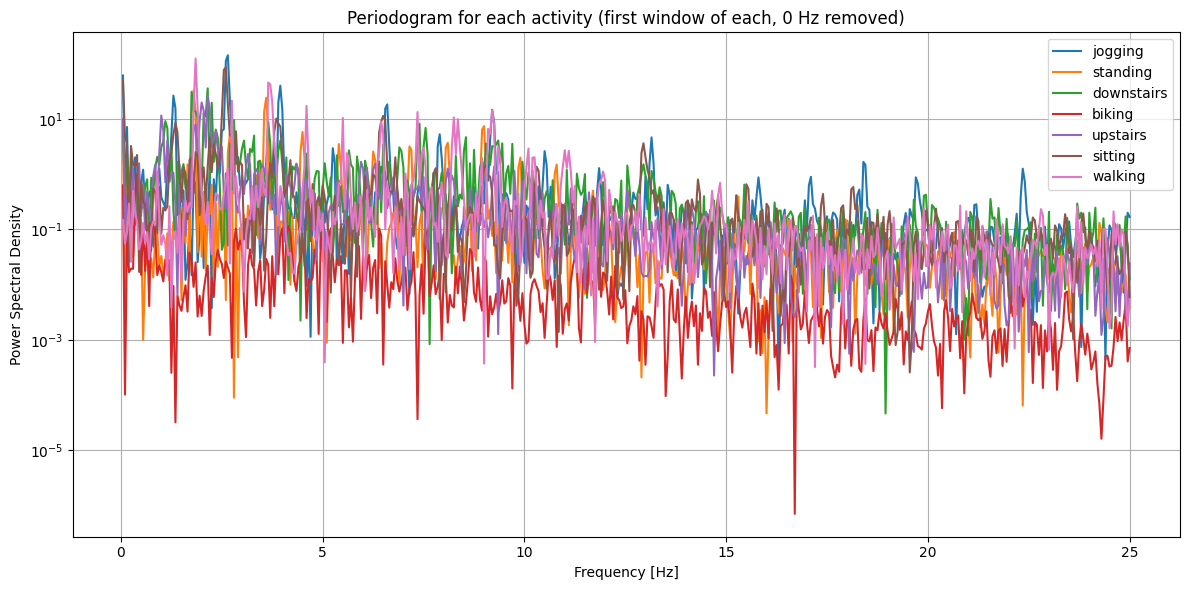 Periodogram for each activity (first window of each, 0 Hz removed)
Power Spectral Density
10^1
10^-1
10^-3
10^-5
0 5 10 15 20 25
Frequency [Hz]
jogging
standing
downstairs
biking
upstairs
sitting
walking